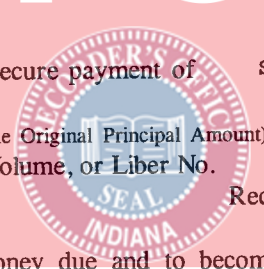 ecure payment of
e Original Principal Amount)
olume, or Liber No.
Rec
oney due and to becom
RECORDER'S OFFICE
SEAL
INDIANA